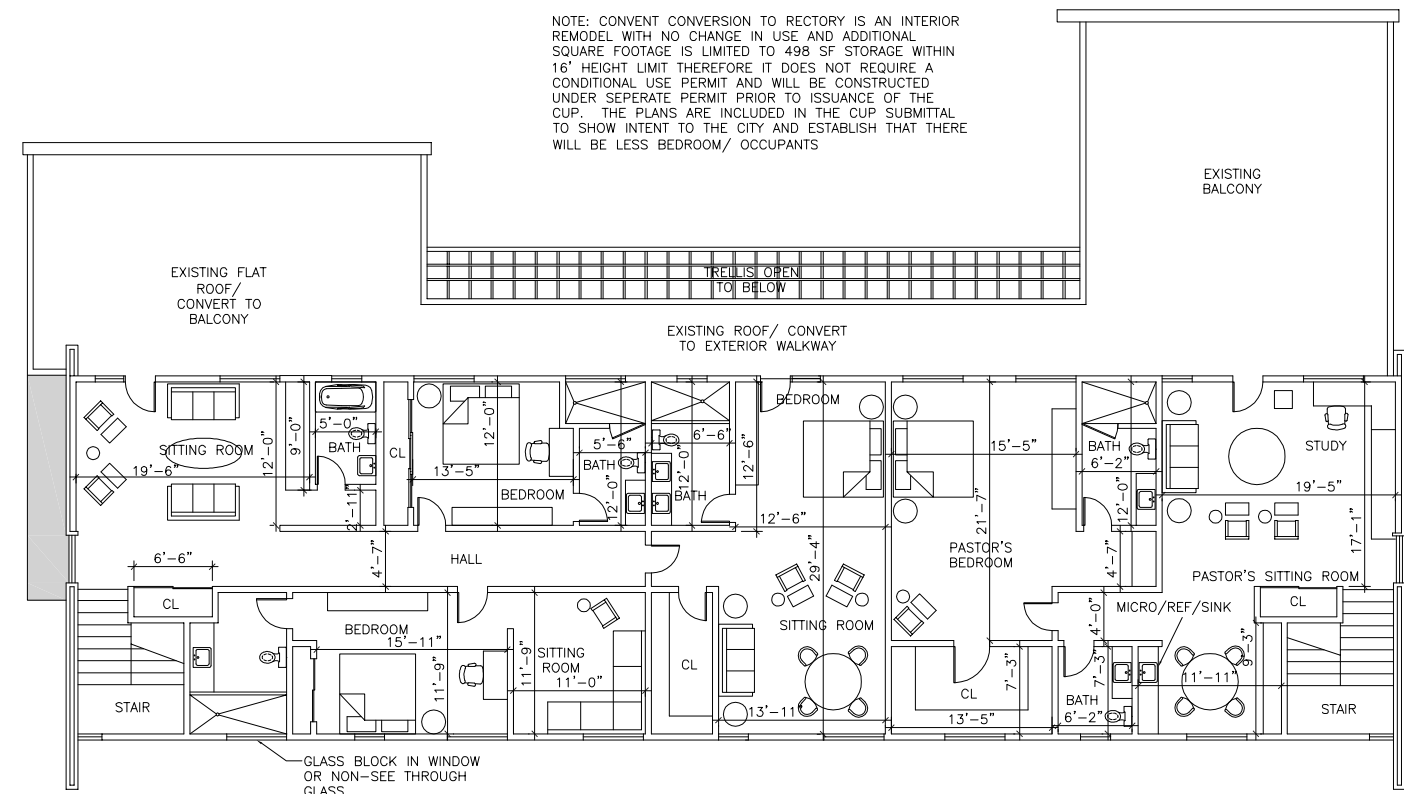 NOTE: CONVENT CONVERSION TO RECTORY IS AN INTERIOR
REMODEL WITH NO CHANGE IN USE AND ADDITIONAL
SQUARE FOOTAGE IS LIMITED TO 498 SF STORAGE WITHIN
16' HEIGHT LIMIT THEREFORE IT DOES NOT REQUIRE A
CONDITIONAL USE PERMIT AND WILL BE CONSTRUCTED
UNDER SEPERATE PERMIT PRIOR TO ISSUANCE OF THE
CUP. THE PLANS ARE INCLUDED IN THE CUP SUBMITTAL
TO SHOW INTENT TO THE CITY AND ESTABLISH THAT THERE
WILL BE LESS BEDROOM/ OCCUPANTS
EXISTING
BALCONY
EXISTING FLAT
ROOF/
CONVERT TO
BALCONY
TRELLIS OPEN
TO BELOW
EXISTING ROOF/ CONVERT
TO EXTERIOR WALKWAY
SITTING ROOM
19'-6"
12'-0"
9'-0"
5'-0"
BATH
2'-11"
CL
12'-0"
13'-5"
BEDROOM
5'-6"
BATH
12'-0"
6'-6"
12'-0"
BATH
12'-6"
BEDROOM
12'-6"
29'-4"
15'-5"
21'-7"
PASTOR'S
BEDROOM
BATH
6'-2"
12'-0"
4'-7"
STUDY
19'-5"
17'-1"
PASTOR'S SITTING ROOM
6'-6"
CL
4'-7"
HALL
STAIR
BEDROOM
15'-11"
11'-9"
11'-9"
SITTING
ROOM
11'-0"
CL
SITTING ROOM
13'-11"
CL
7'-3"
13'-5"
4'-0"
7'-3"
BATH
6'-2"
MICRO/REF/SINK
9'-3"
11'-11"
CL
STAIR
GLASS BLOCK IN WINDOW
OR NON-SEE THROUGH
GLASS